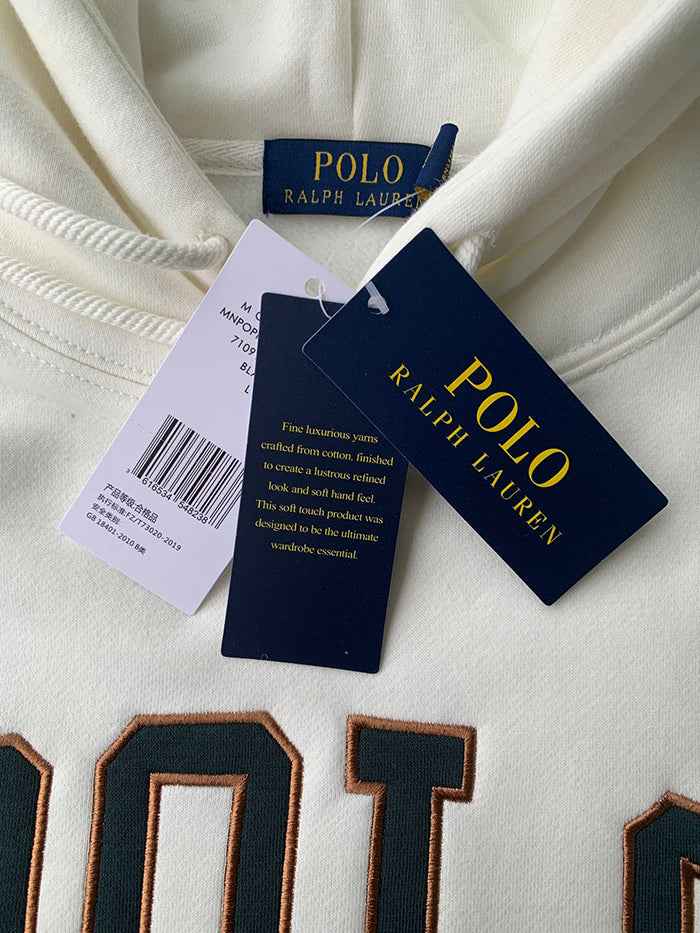 POLO
RALPH LAUREN
M
MNPOP
7109
BL
L
3 616534 548238
产品等级:合格品
执行标准:FZ/T73020-2019
安全类别:
GB 18401-2010 B类
Fine luxurious yarns
crafted from cotton, finished
to create a lustrous refined
look and soft hand feel.
This soft touch product was
designed to be the ultimate
wardrobe essential.
POLO
RALPH LAUREN